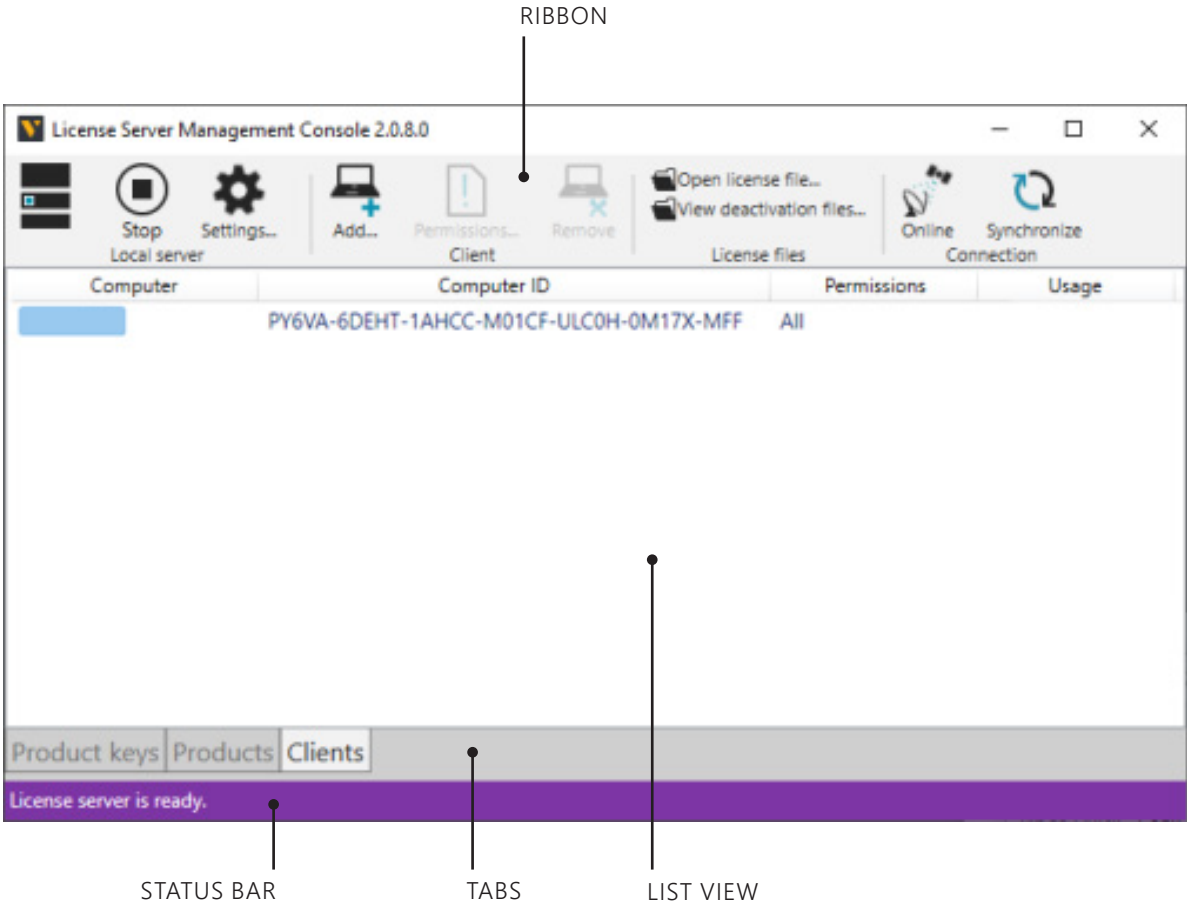 RIBBON
License Server Management Console 2.0.8.0
Open license file...
View deactivation files...
Stop Settings... Add... Permissions... Remove Online Synchronize
Local server Client License files Connection
Computer Computer ID Permissions Usage
PY6VA-6DEHT-1AHCC-M01CF-ULC0H-0M17X-MFF All
Product keys Products Clients
License server is ready.
STATUS BAR TABS LIST VIEW